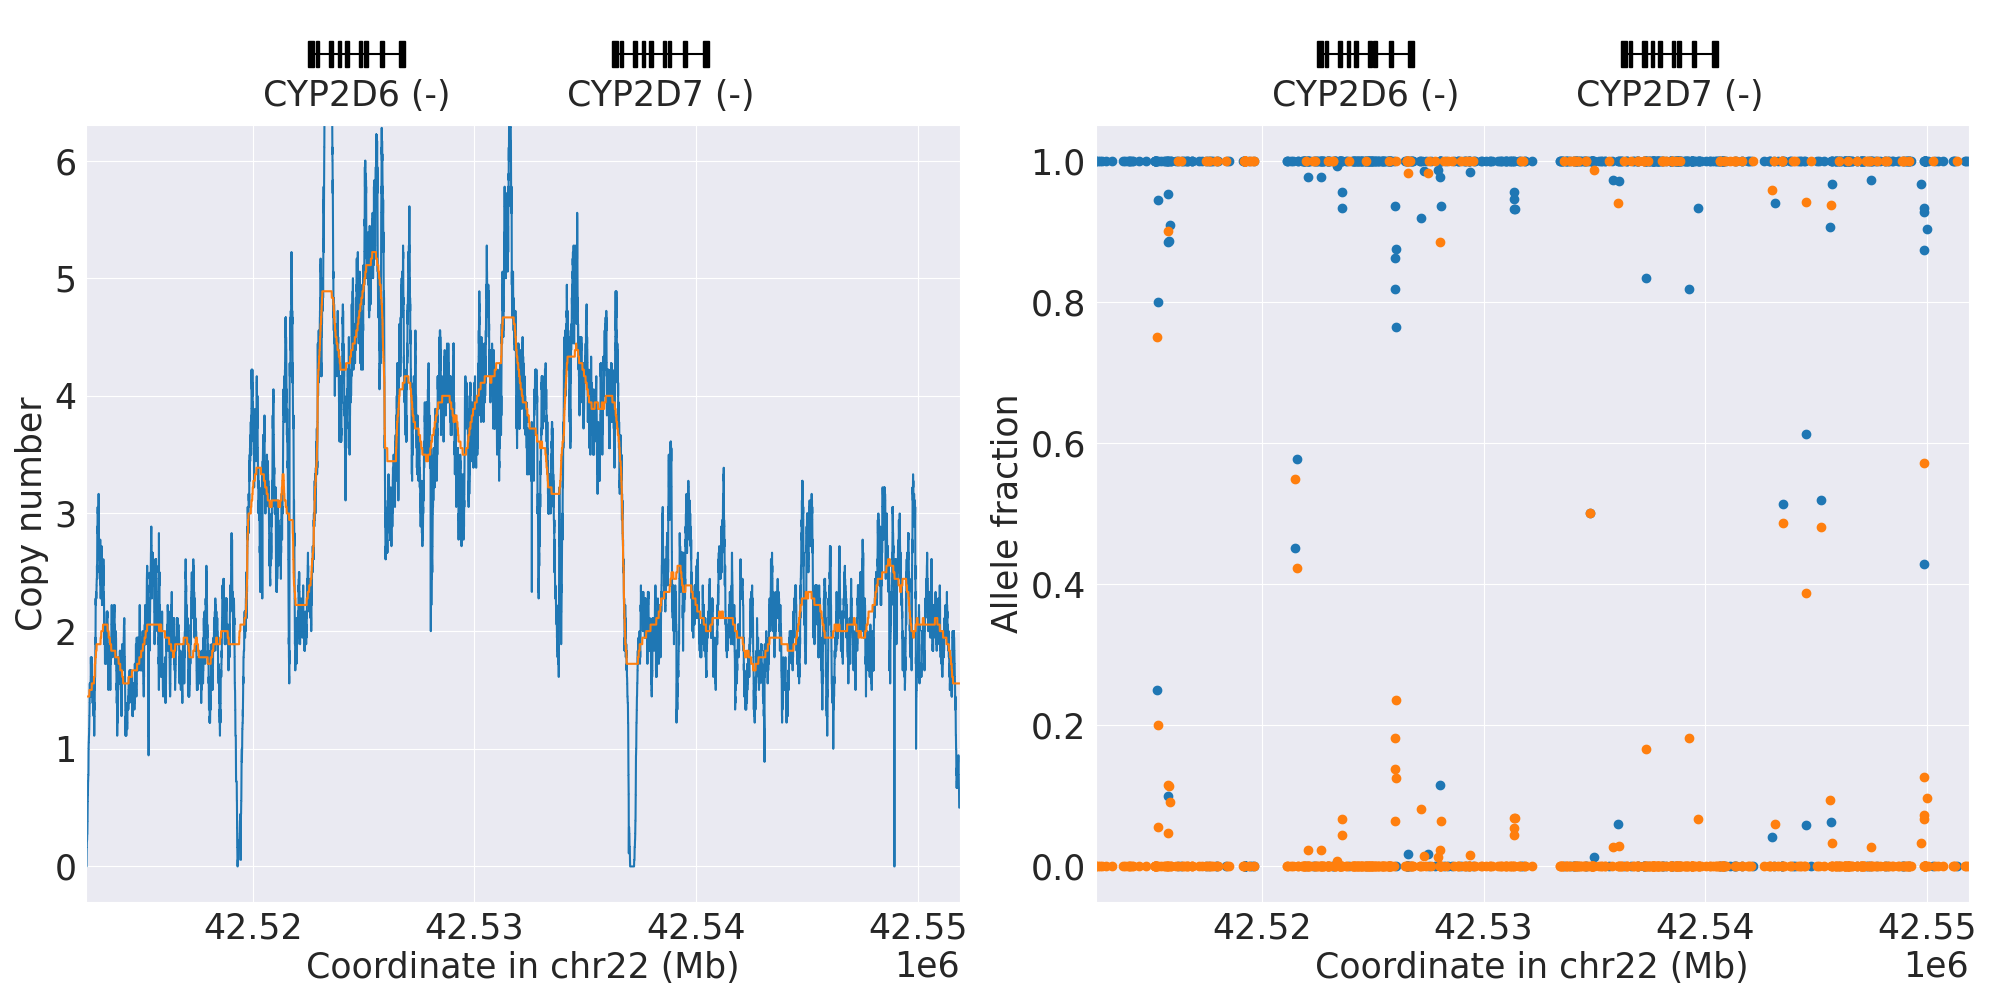 CYP2D6 (-)
CYP2D7 (-)
6
5
4
3
2
1
0
Copy number
42.52
42.53
42.54
42.55
Coordinate in chr22 (Mb)
1e6
CYP2D6 (-)
CYP2D7 (-)
1.0
0.8
0.6
0.4
0.2
0.0
Allele fraction
42.52
42.53
42.54
42.55
Coordinate in chr22 (Mb)
1e6